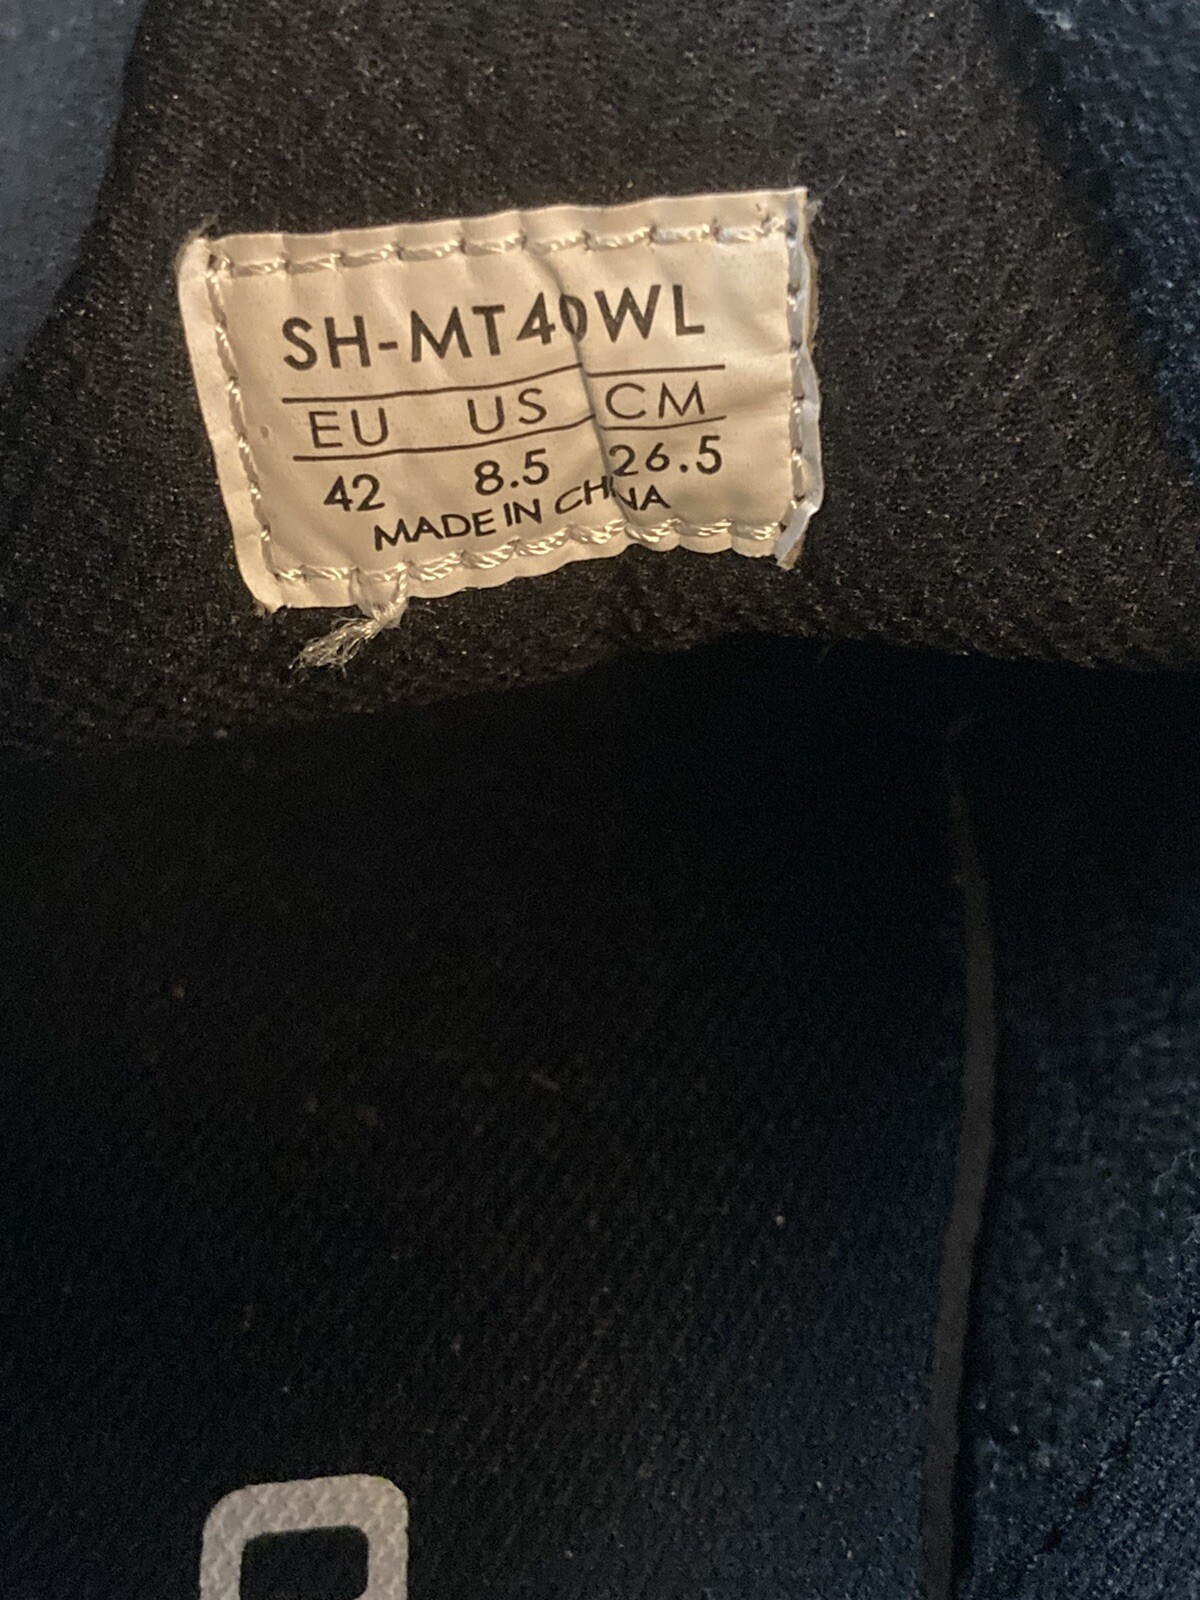 SH-MT40WL
EU US CM
42 8.5 26.5
MADE IN CHINA